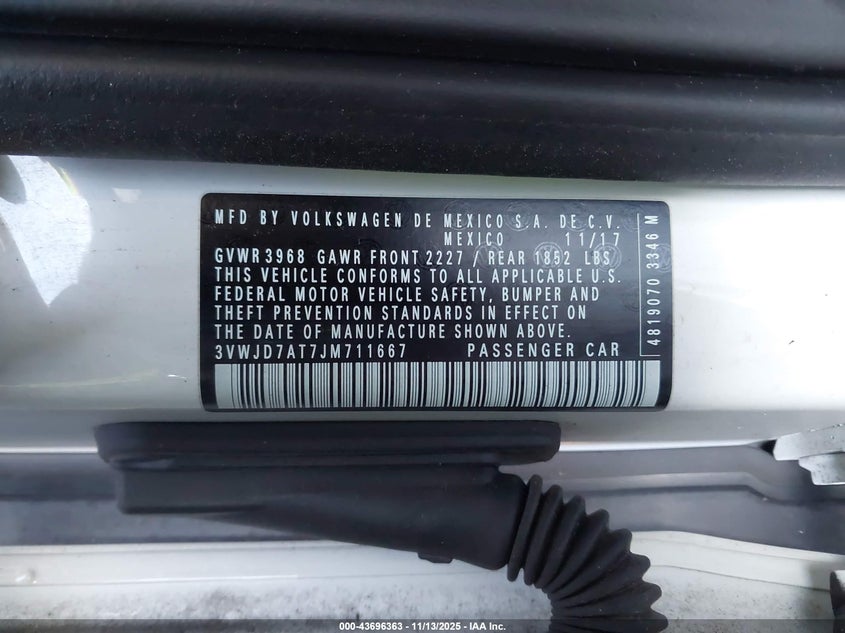 MFD BY VOLKSWAGEN DE MEXICO S.A. DE C.V.
MEXICO 11/17
GVWR 3968 GAWR FRONT 2227 / REAR 1852 LBS
THIS VEHICLE CONFORMS TO ALL APPLICABLE U.S.
FEDERAL MOTOR VEHICLE SAFETY, BUMPER AND
THEFT PREVENTION STANDARDS IN EFFECT ON
THE DATE OF MANUFACTURE SHOWN ABOVE.
3VWJD7AT7JM711667 PASSENGER CAR
4819070 3346 M
000-43696363 - 11/13/2025 - IAA Inc.